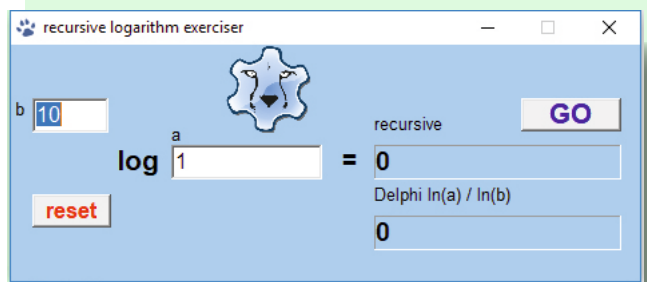 recursive logarithm exerciser
b 10
GO
recursive
a
log 1 = 0
Delphi ln(a) / ln(b)
reset
0